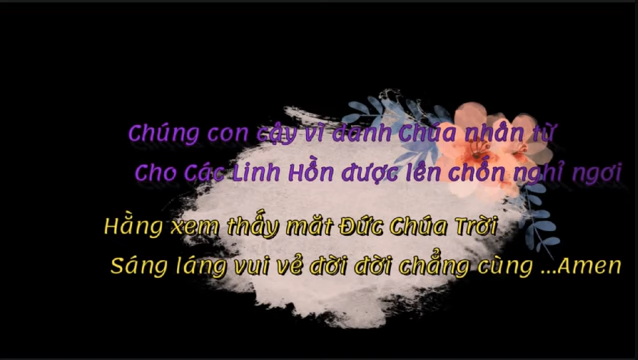 Chúng con cậy vì danh Chúa nhân từ
Cho Các Linh Hồn được lên chốn nghỉ ngơi
Hằng xem thấy mặt Đức Chúa Trời
Sáng láng vui vẻ đời đời chẳng cùng ...Amen